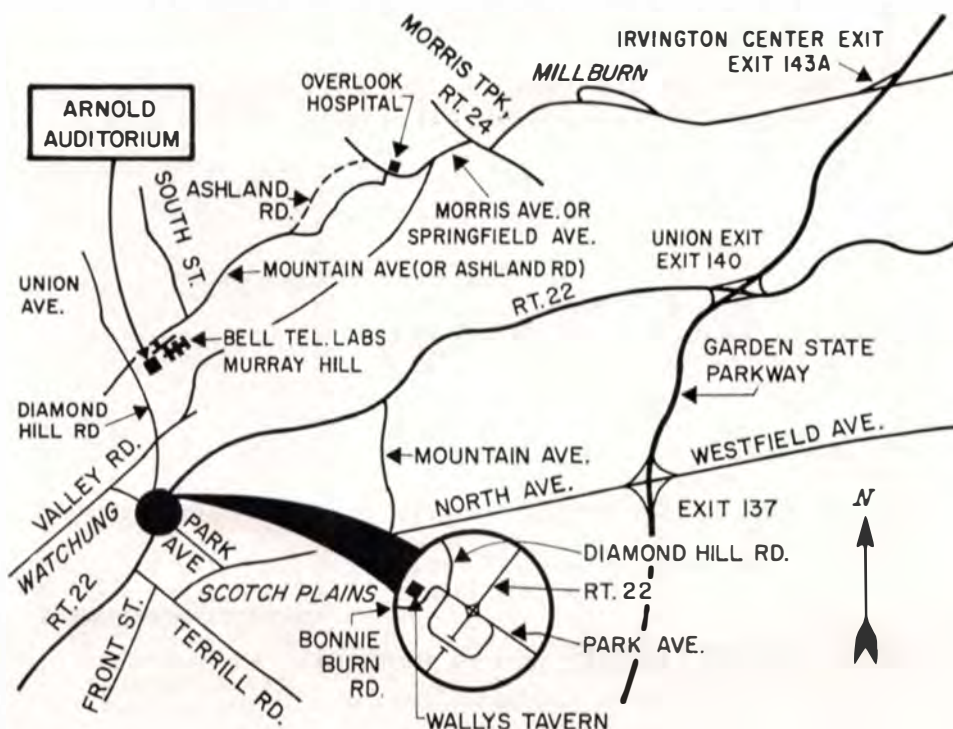 IRVINGTON CENTER EXIT
EXIT 143A
MORRIS TPK,
RT. 24
MILLBURN
OVERLOOK
HOSPITAL
ARNOLD
AUDITORIUM
ASHLAND
RD.
SOUTH ST.
MORRIS AVE. OR
SPRINGFIELD AVE.
UNION EXIT
EXIT 140
MOUNTAIN AVE(OR ASHLAND RD)
UNION
AVE.
RT. 22
BELL TEL. LABS
MURRAY HILL
GARDEN STATE
PARKWAY
DIAMOND
HILL RD
MOUNTAIN AVE.
WESTFIELD AVE.
NORTH AVE.
VALLEY RD.
WATCHUNG
EXIT 137
N
PARK
AVE
DIAMOND HILL RD.
SCOTCH PLAINS
RT. 22
RT. 22
BONNIE
BURN
RD.
PARK AVE.
FRONT ST.
TERRILL RD.
WALLYS TAVERN